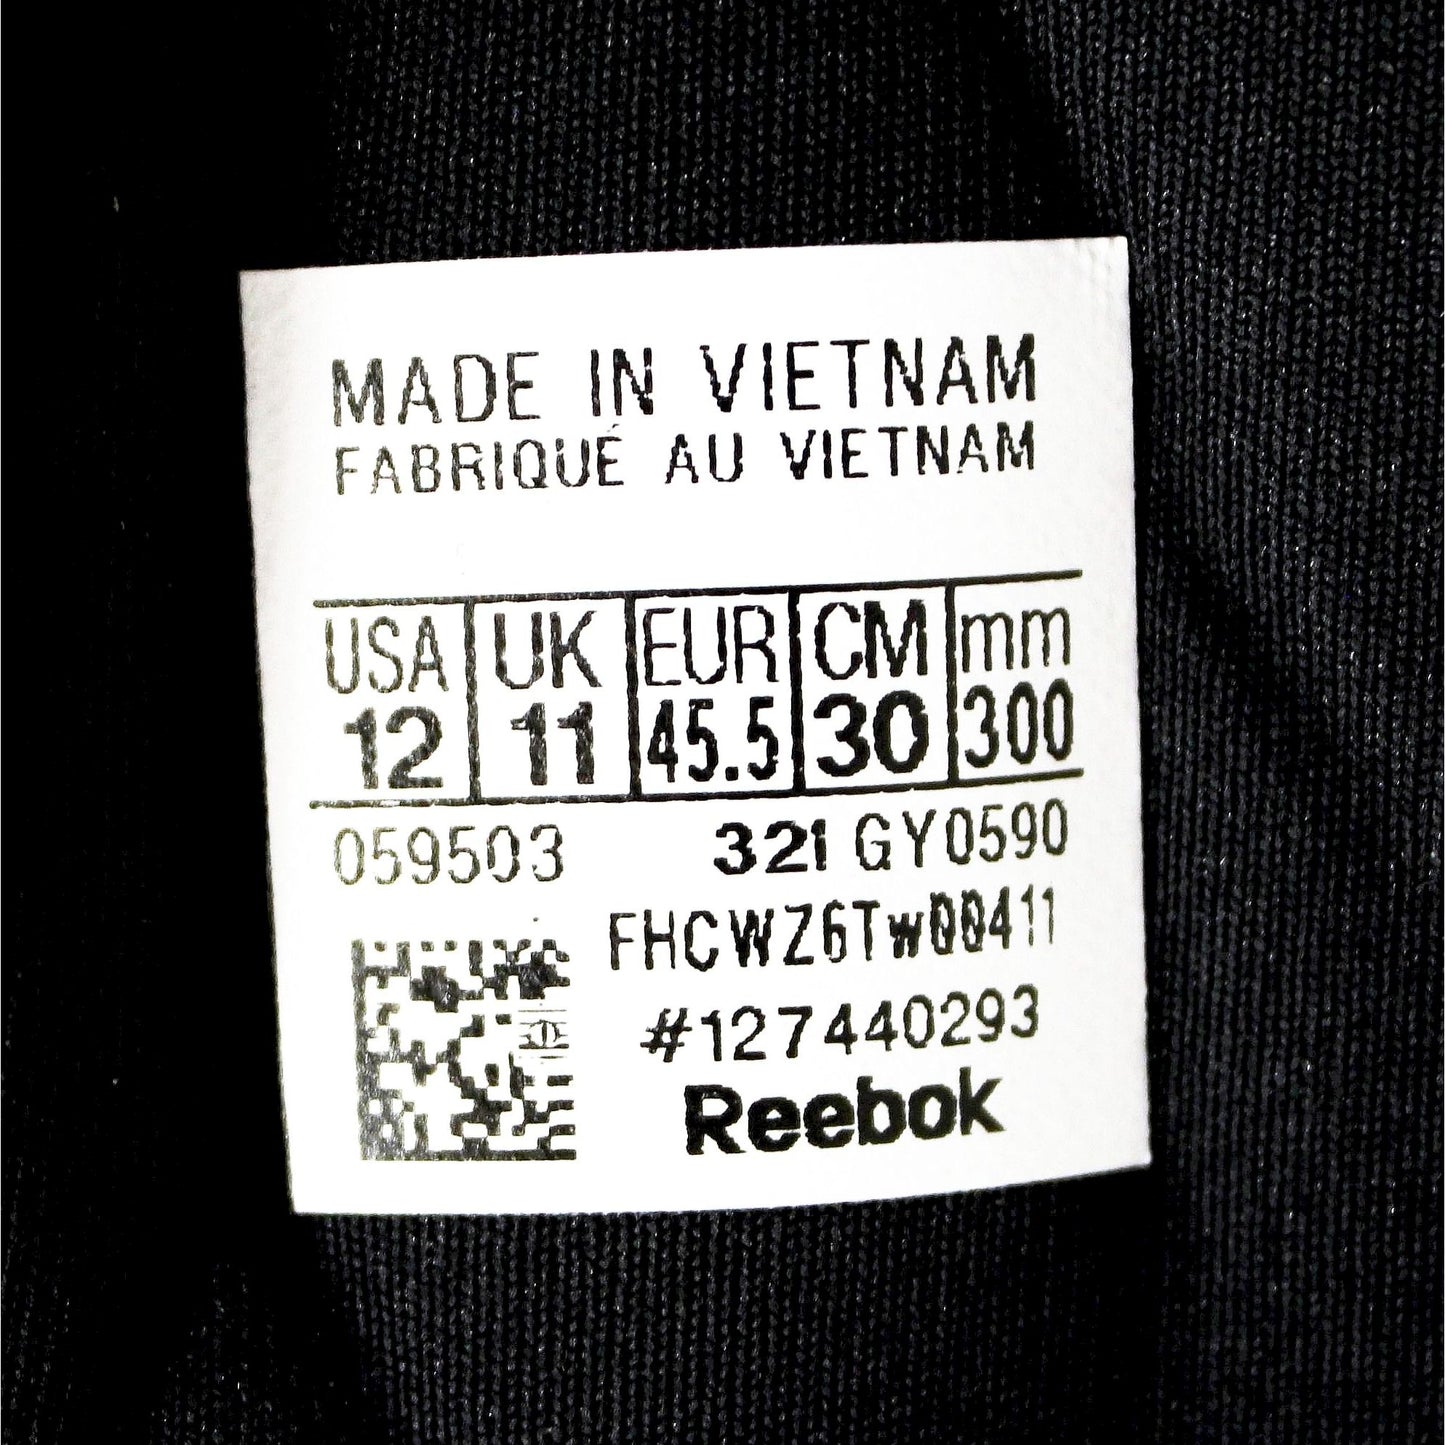 MADE IN VIETNAM
FABRIQUÉ AU VIETNAM
USA UK EUR CM mm
12 11 45.5 30 300
059503 321 GY0590
FHCWZ6TW00411
#127440293
Reebok